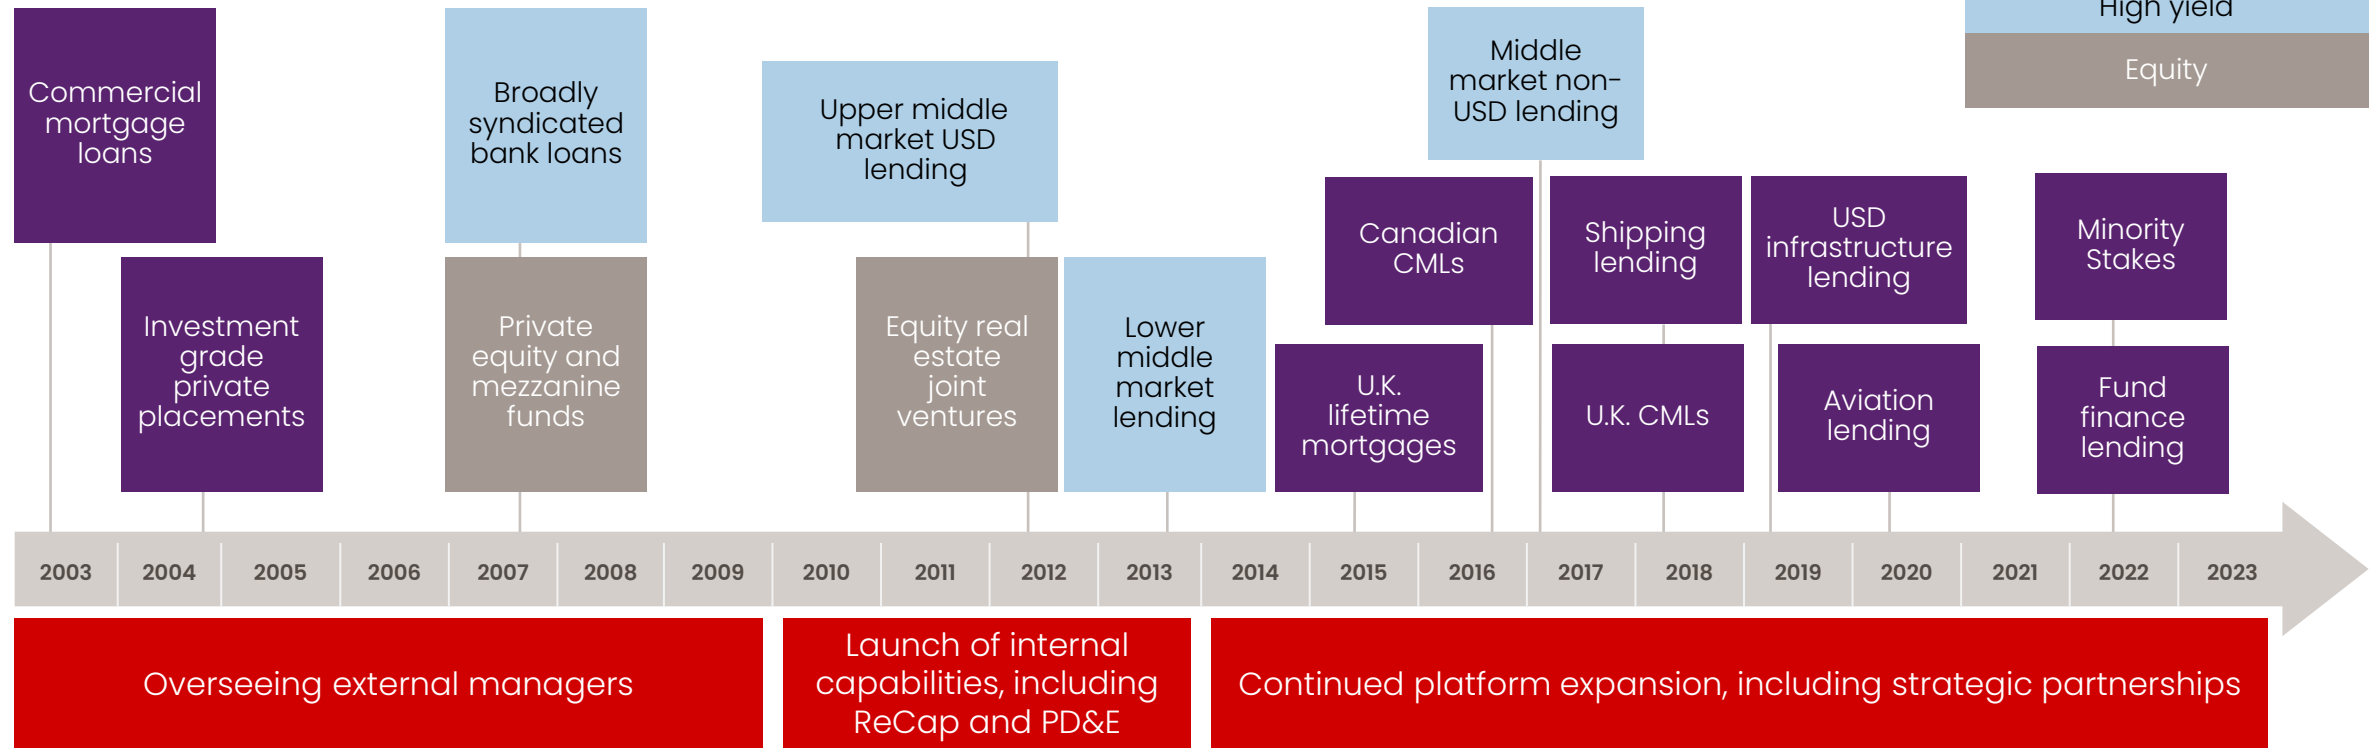 High yield
Equity
Commercial
mortgage
loans
Broadly
syndicated
bank loans
Upper middle
market USD
lending
Middle
market non-
USD lending
Investment
grade
private
placements
Private
equity and
mezzanine
funds
Equity real
estate
joint
ventures
Lower
middle
market
lending
Canadian
CMLs
U.K.
lifetime
mortgages
Shipping
lending
U.K. CMLs
USD
infrastructure
lending
Aviation
lending
Minority
Stakes
Fund
finance
lending
2003 2004 2005 2006 2007 2008 2009 2010 2011 2012 2013 2014 2015 2016 2017 2018 2019 2020 2021 2022 2023
Overseeing external managers
Launch of internal
capabilities, including
ReCap and PD&E
Continued platform expansion, including strategic partnerships